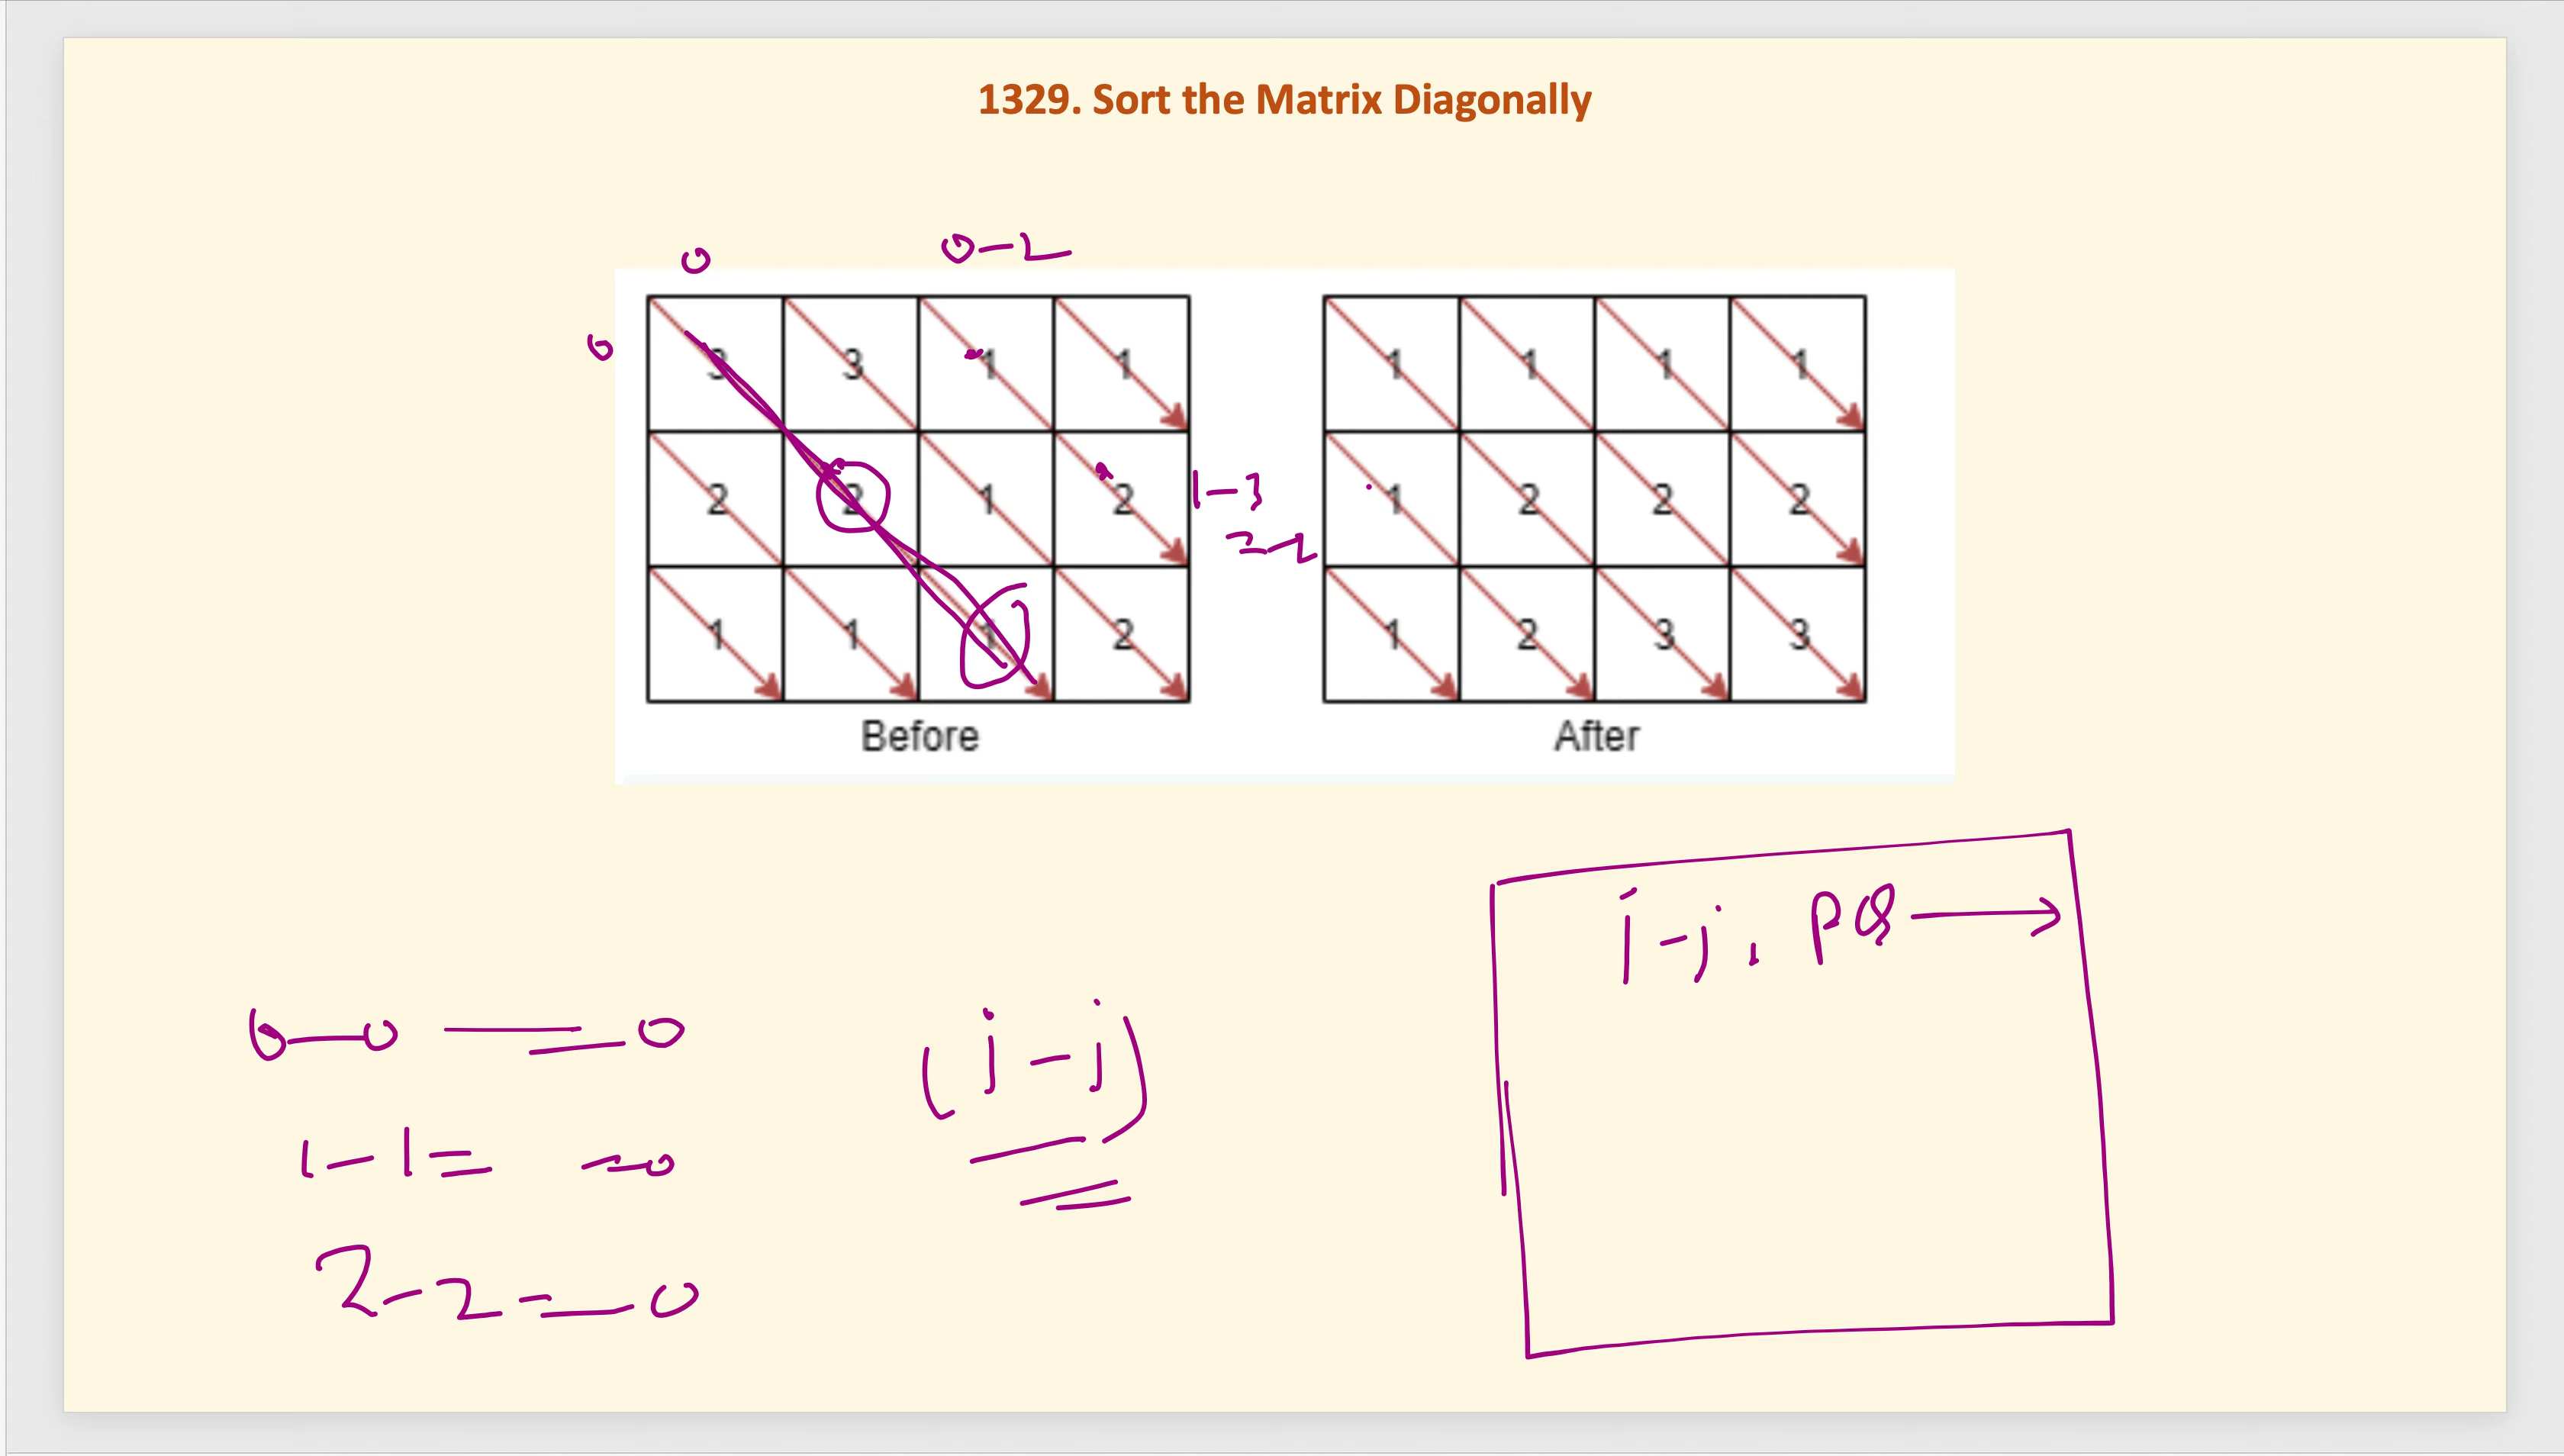 1329. Sort the Matrix Diagonally
0 0-2
0
3 3 1 1 1 1 1 1
2 2 1 2 1-3 1 2 2 2
=-2
1 1 1 2 1 2 3 3
Before After
i-j, PQ →
0-0 = 0
(i-j)
1-1= 0
2-2=0